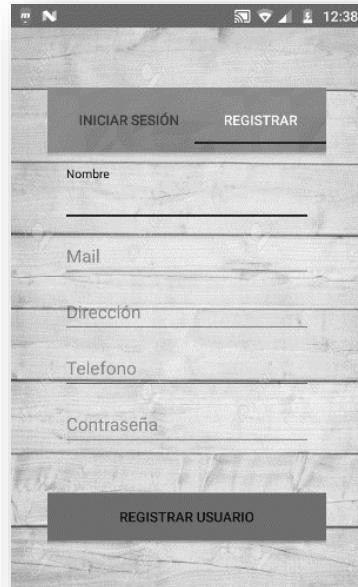 12:38
INICIAR SESIÓN REGISTRAR
Nombre
Mail
Dirección
Telefono
Contraseña
REGISTRAR USUARIO